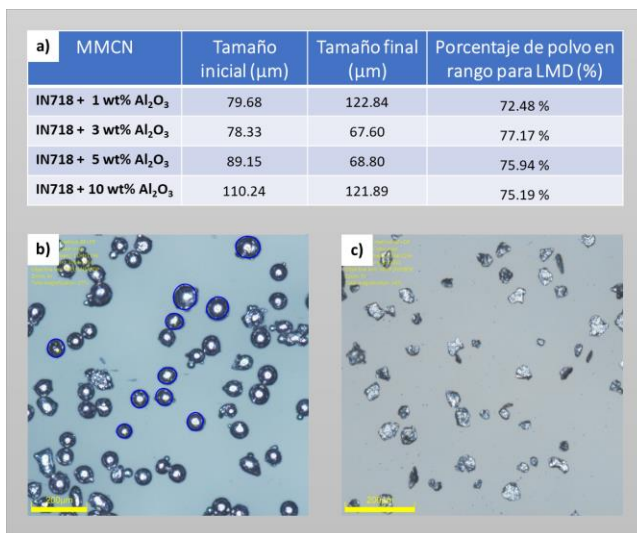 a)
MMCN
Tamaño inicial (µm)
Tamaño final (µm)
Porcentaje de polvo en rango para LMD (%)
IN718 + 1 wt% Al₂O₃ 79.68 122.84 72.48 %
IN718 + 3 wt% Al₂O₃ 78.33 67.60 77.17 %
IN718 + 5 wt% Al₂O₃ 89.15 68.80 75.94 %
IN718 + 10 wt% Al₂O₃ 110.24 121.89 75.19 %
b)
c)
200µm
200µm